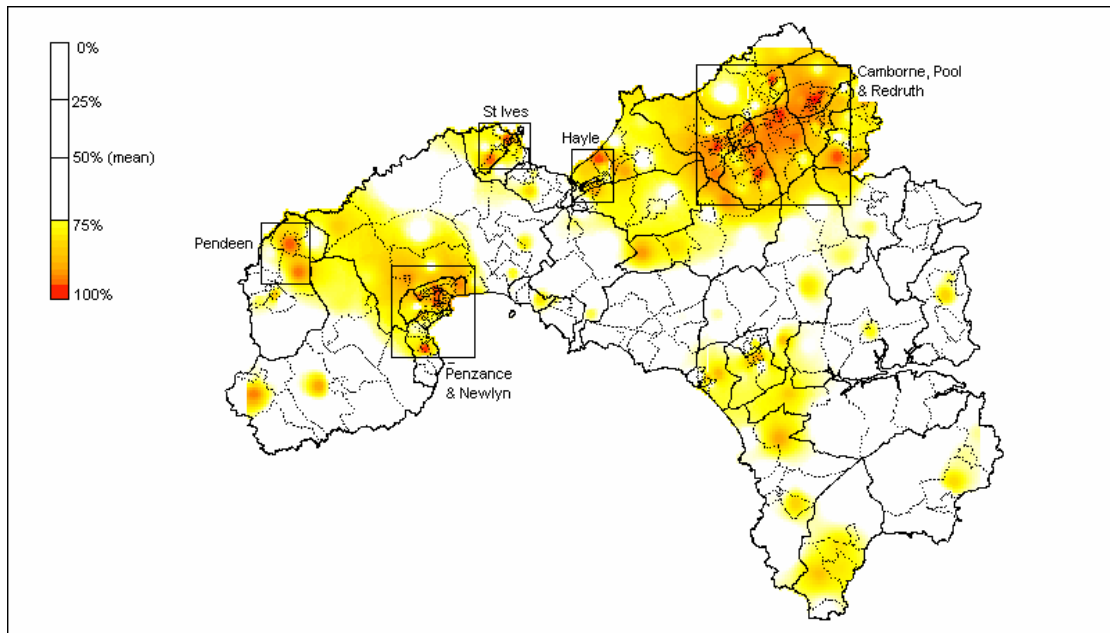 0%
25%
50% (mean)
75%
100%
Camborne, Pool
& Redruth
St Ives
Hayle
Pendeen
Penzance
& Newlyn